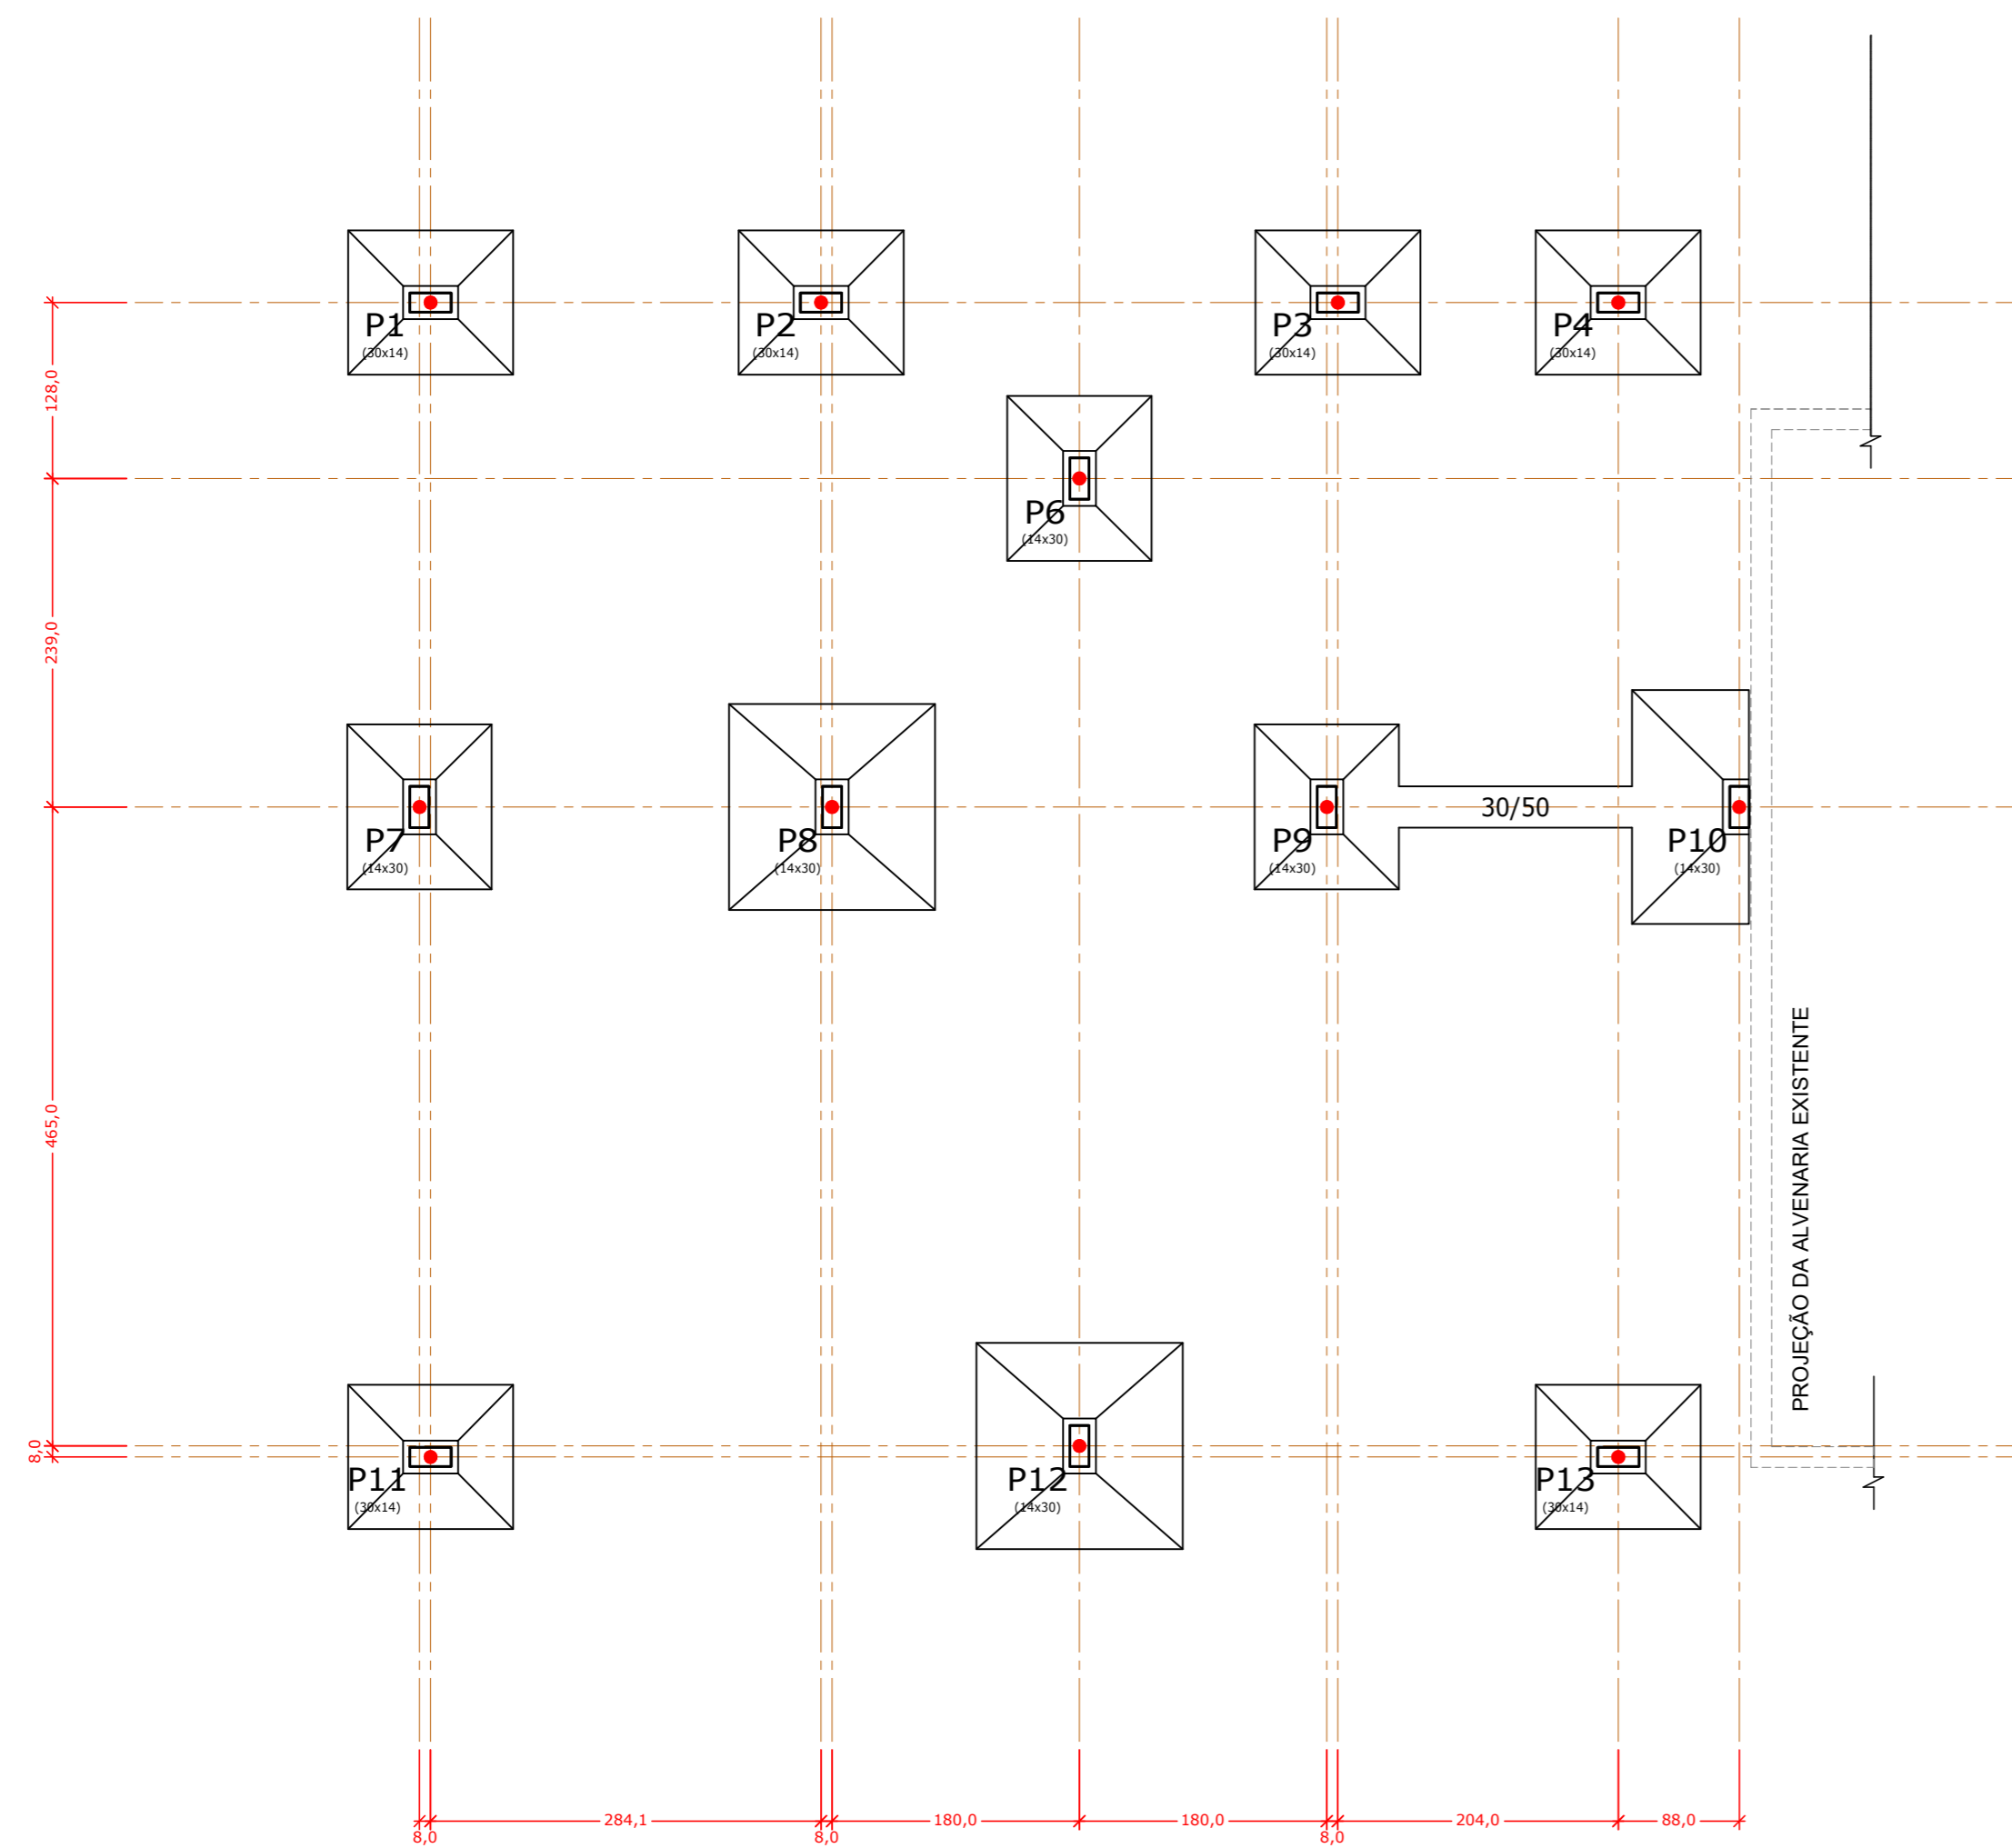 P1
(30x14)
P2
(30x14)
P3
(30x14)
P4
(30x14)
128,0
P6
(14x30)
239,0
P7
(14x30)
P8
(14x30)
P9
(14x30)
30/50
P10
(14x30)
465,0
PROJEÇÃO DA ALVENARIA EXISTENTE
8,0
P11
(30x14)
P12
(14x30)
P13
(30x14)
284,1
180,0
180,0
204,0
88,0
8,0
8,0
8,0